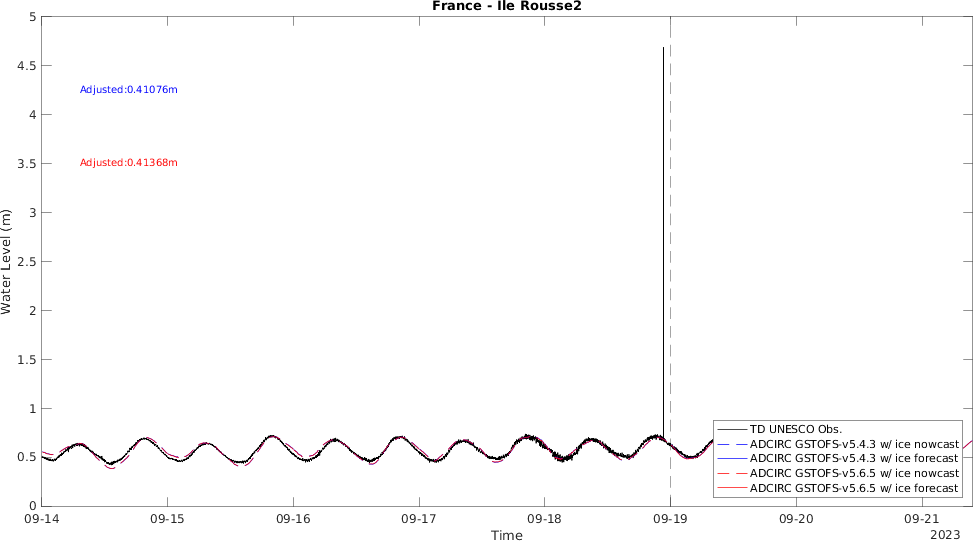 France - Ile Rousse2
5
4.5
4
3.5
3
2.5
2
1.5
1
0.5
0
Water Level (m)
Adjusted:0.41076m
Adjusted:0.41368m
TD UNESCO Obs.
ADCIRC GSTOFS-v5.4.3 w/ ice nowcast
ADCIRC GSTOFS-v5.4.3 w/ ice forecast
ADCIRC GSTOFS-v5.6.5 w/ ice nowcast
ADCIRC GSTOFS-v5.6.5 w/ ice forecast
09-14 09-15 09-16 09-17 09-18 09-19 09-20 09-21
Time
2023